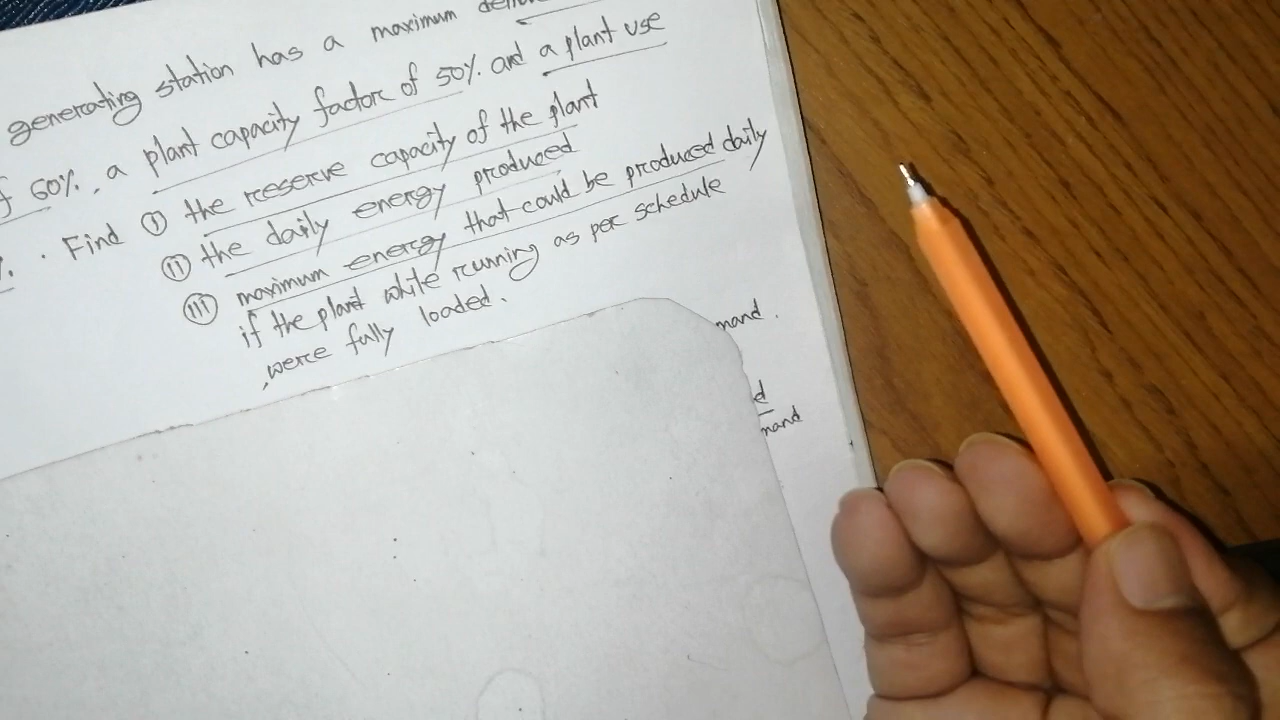 generating station has a maximum
f 60%, a plant capacity factor of 50% and a plant use
%. Find (i) the reserve capacity of the plant
(ii) the daily energy produced
(iii) maximum energy that could be produced daily
if the plant while running as per schedule
were fully loaded.
mand.
d
mand